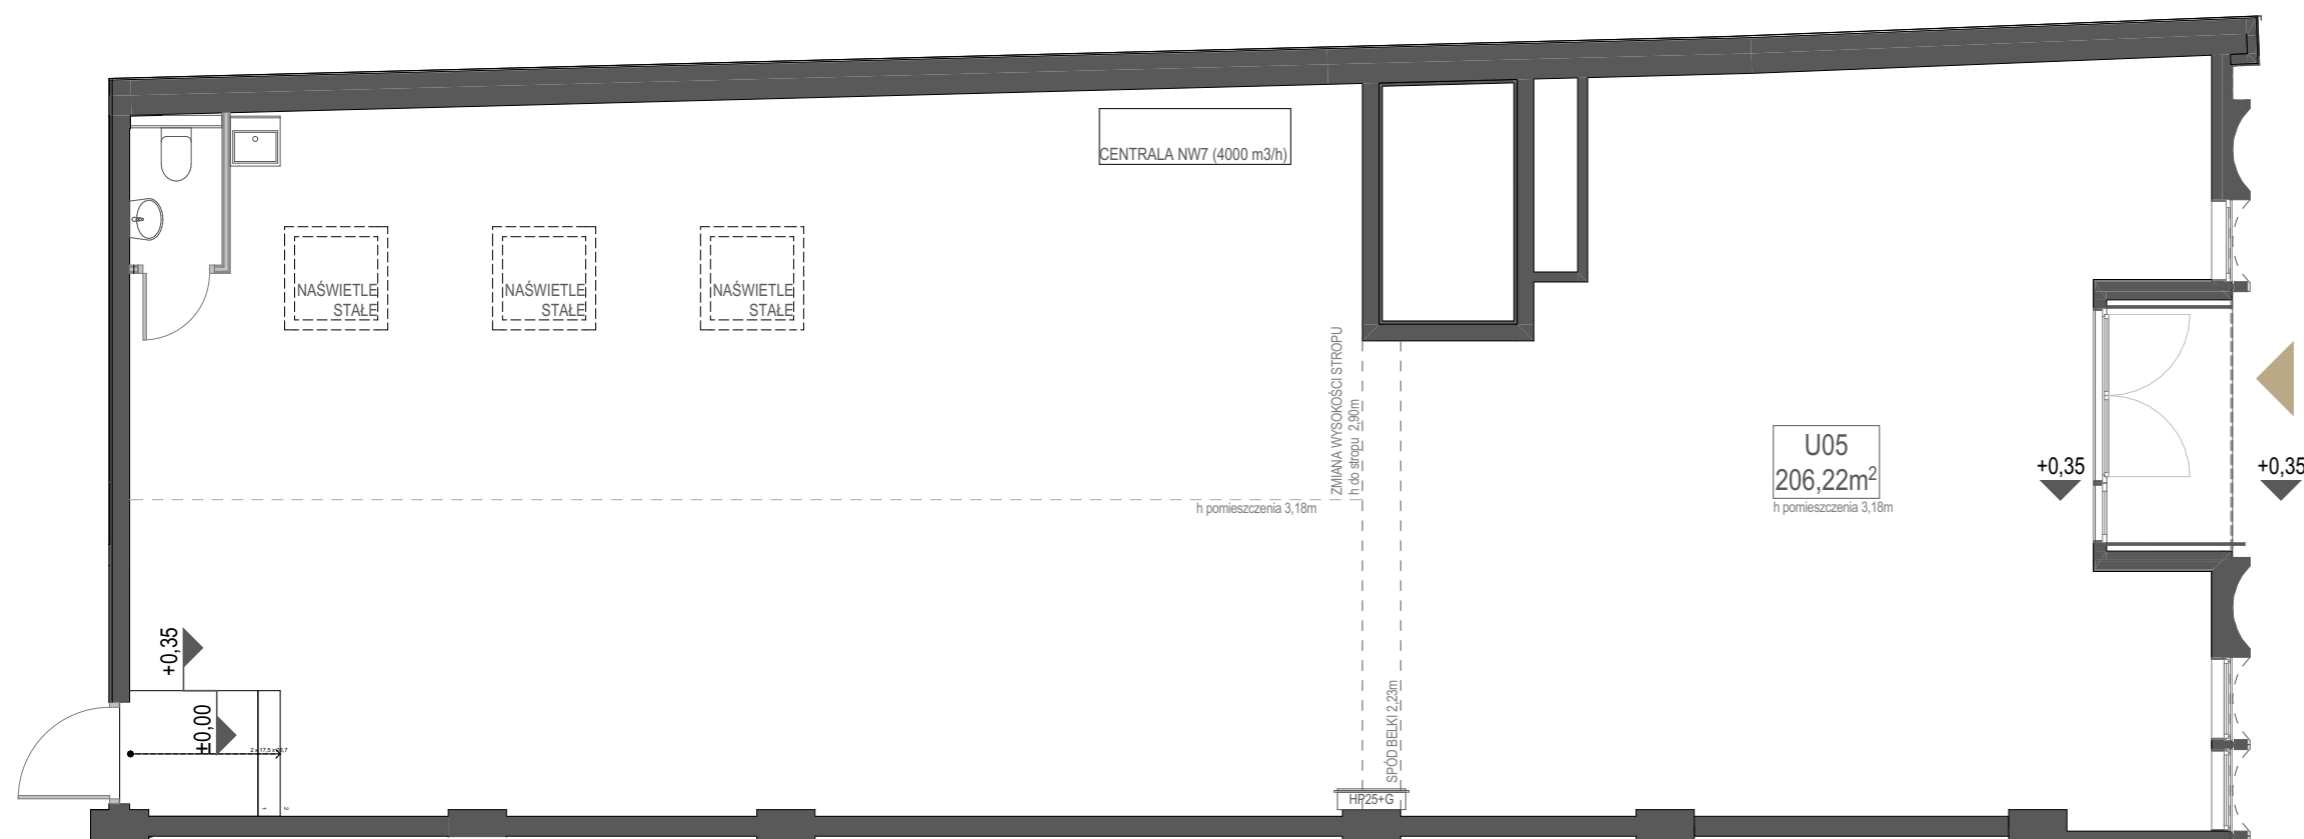 CENTRALA NW7 (4000 m3/h)
NAŚWIETLE
STAŁE
NAŚWIETLE
STAŁE
NAŚWIETLE
STAŁE
ZMIANA WYSOKOŚCI STROPU
h do stropu 2,90m
U05
206,22m²
h pomieszczenia 3,18m
+0,35
+0,35
h pomieszczenia 3,18m
+0,35
±0,00
SPÓD BELKI 2,23m
HP25+G
1
2